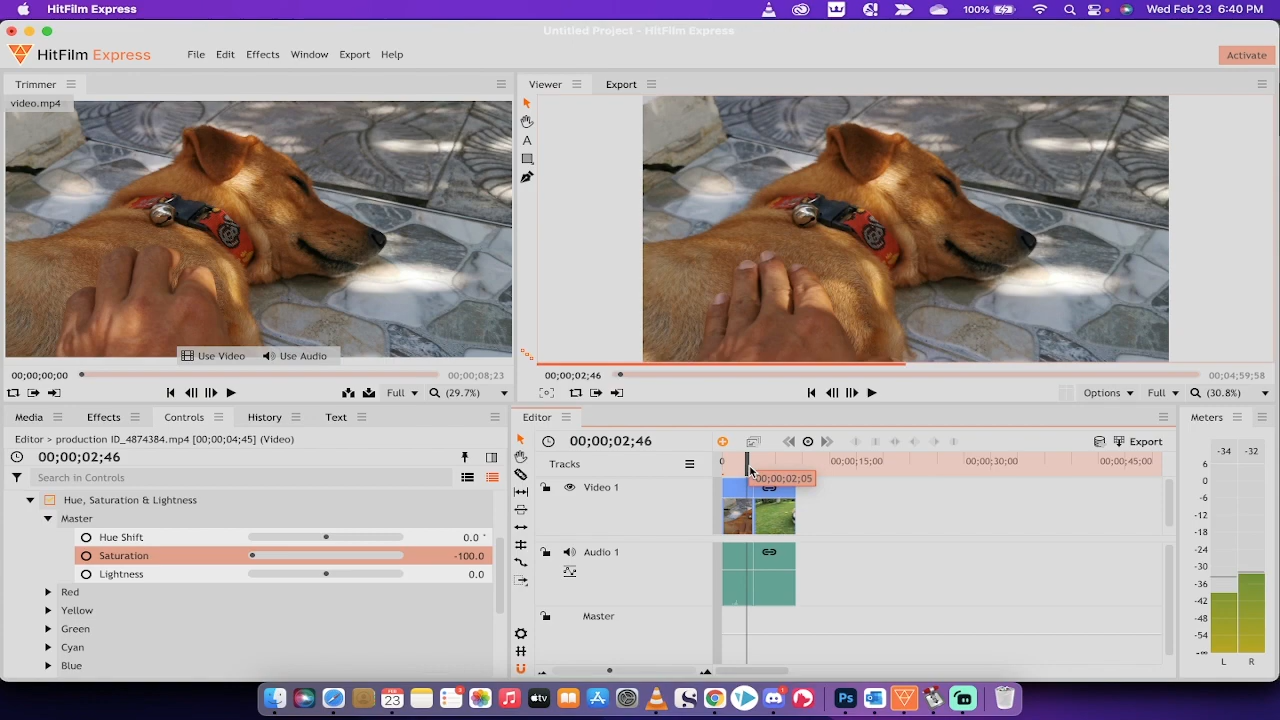 HitFilm Express
100%
Wed Feb 23 6:40 PM
Untitled Project - HitFilm Express
HitFilm Express
File Edit Effects Window Export Help
Activate
Trimmer
Viewer Export
video.mp4
Use Video Use Audio
00;00;00;00
00;00;08;23
Full
(29.7%)
00;00;02;46
00;04;59;58
Options
Full
(30.8%)
Media Effects Controls History Text
Editor > production ID_4874384.mp4 [00;00;04;45] (Video)
00;00;02;46
Search in Controls
Hue, Saturation & Lightness
Master
Hue Shift 0.0 °
Saturation -100.0
Lightness 0.0
Red
Yellow
Green
Cyan
Blue
Editor
00;00;02;46
Export
Tracks
0 00;00;15;00 00;00;30;00 00;00;45;00
00;00;02;05
Video 1
Audio 1
Master
Meters
-34 -32
6
0
-6
-12
-18
-24
-30
-36
-42
-48
-54
-∞
L R
FEB
23
tv
Ps